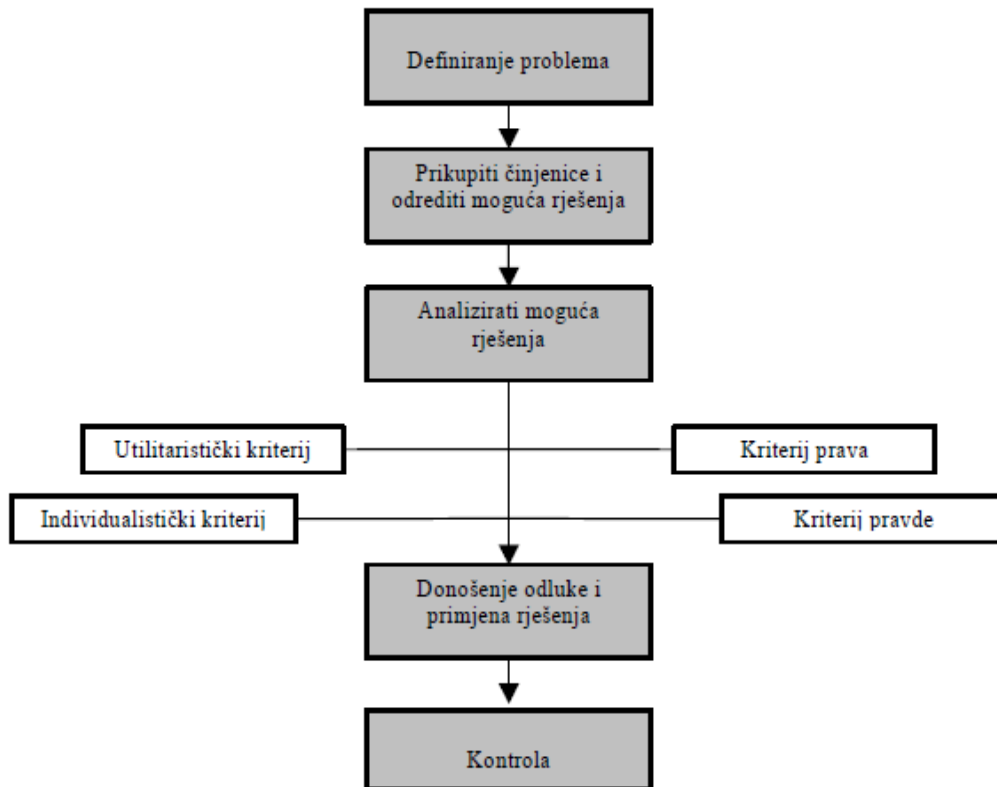 Definiranje problema
Prikupiti činjenice i
odrediti moguća rješenja
Analizirati moguća
rješenja
Utilitaristički kriterij
Kriterij prava
Individualistički kriterij
Kriterij pravde
Donošenje odluke i
primjena rješenja
Kontrola